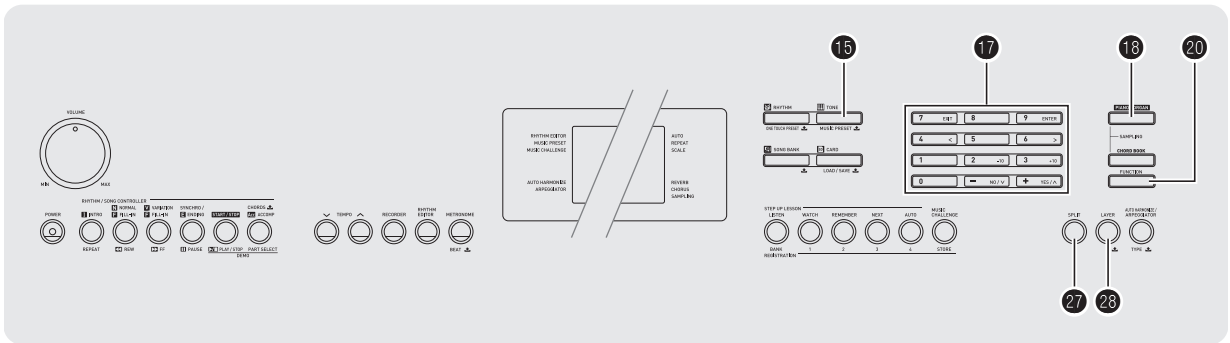 15
17
18
20
VOLUME
MIN
MAX
RHYTHM EDITOR
MUSIC PRESET
MUSIC CHALLENGE
AUTO HARMONIZE
ARPEGGIATOR
AUTO
REPEAT
SCALE
REVERB
CHORUS
SAMPLING
RHYTHM
TONE
ONE TOUCH PRESET
MUSIC PRESET
SONG BANK
CARD
LOAD / SAVE
7 EXIT
8
9 ENTER
4 <
5
6 >
1
2 -10
3 +10
0
− NO / ∨
+ YES / ∧
PIANO/ORGAN
SAMPLING
CHORD BOOK
FUNCTION
RHYTHM / SONG CONTROLLER
POWER
I INTRO
REPEAT
N NORMAL
F FILL-IN
REW
V VARIATION
F FILL-IN
FF
SYNCHRO /
E ENDING
PAUSE
START/STOP
PLAY / STOP
CHORDS
ACCOMP
PART SELECT
DEMO
∨ TEMPO ∧
RECORDER
RHYTHM
EDITOR
METRONOME
BEAT
STEP UP LESSON
LISTEN
WATCH
REMEMBER
NEXT
AUTO
MUSIC
CHALLENGE
BANK
1
2
3
4
STORE
REGISTRATION
SPLIT
LAYER
AUTO HARMONIZE/
ARPEGGIATOR
TYPE
27
28